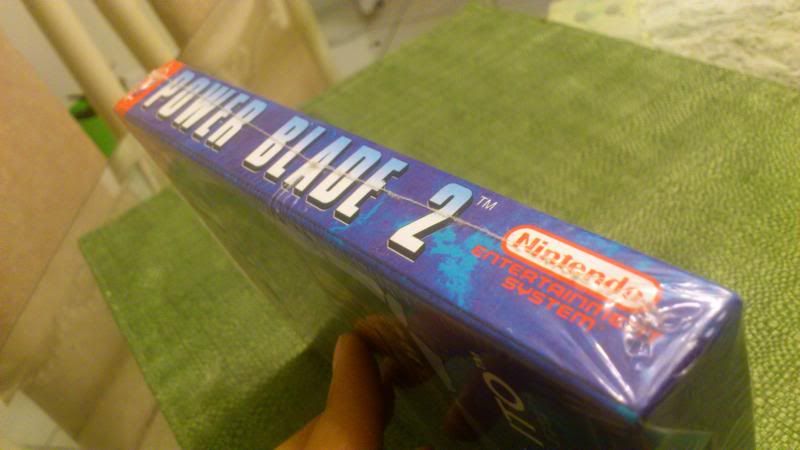 POWER BLADE 2™
Nintendo
ENTERTAINMENT
SYSTEM